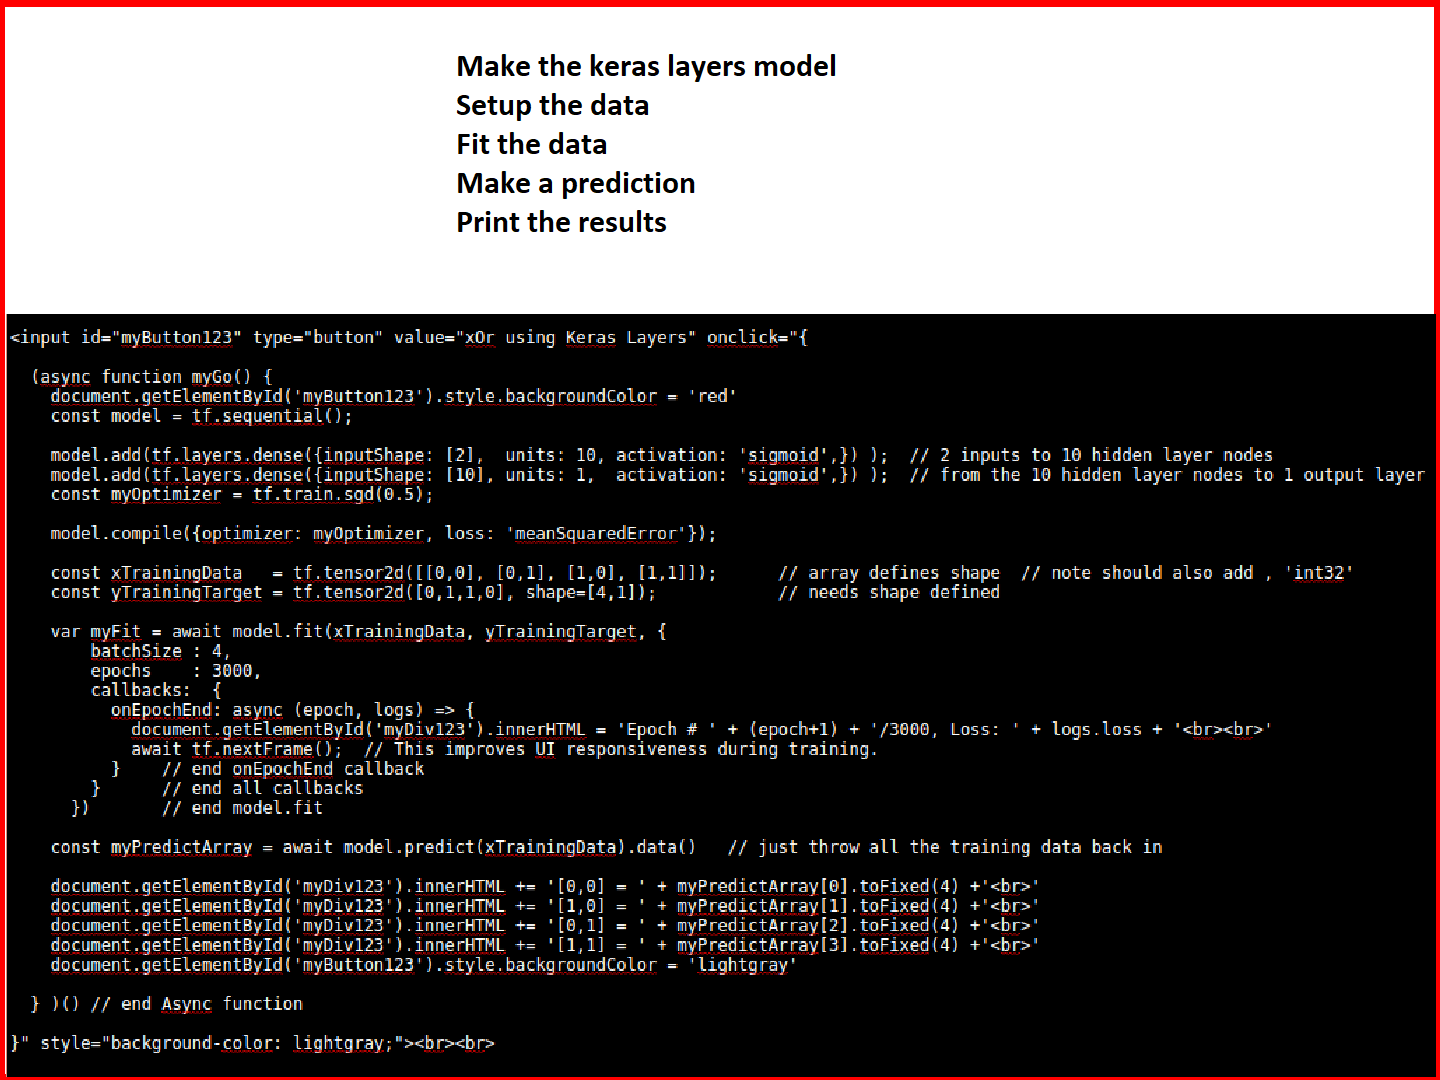 Make the keras layers model
Setup the data
Fit the data
Make a prediction
Print the results
<input id="myButton123" type="button" value="xOr using Keras Layers" onclick="{
(async function myGo() {
document.getElementById('myButton123').style.backgroundColor = 'red'
const model = tf.sequential();
model.add(tf.layers.dense({inputShape: [2],  units: 10, activation: 'sigmoid',}) );  // 2 inputs to 10 hidden layer nodes
model.add(tf.layers.dense({inputShape: [10], units: 1,  activation: 'sigmoid',}) );  // from the 10 hidden layer nodes to 1 output layer
const myOptimizer = tf.train.sgd(0.5);
model.compile({optimizer: myOptimizer, loss: 'meanSquaredError'});
const xTrainingData   = tf.tensor2d([[0,0], [0,1], [1,0], [1,1]]);      // array defines shape  // note should also add , 'int32'
const yTrainingTarget = tf.tensor2d([0,1,1,0], shape=[4,1]);            // needs shape defined
var myFit = await model.fit(xTrainingData, yTrainingTarget, {
batchSize : 4,
epochs    : 3000,
callbacks:  {
onEpochEnd: async (epoch, logs) => {
document.getElementById('myDiv123').innerHTML = 'Epoch # ' + (epoch+1) + '/3000, Loss: ' + logs.loss + '<br><br>'
await tf.nextFrame();  // This improves UI responsiveness during training.
}    // end onEpochEnd callback
}      // end all callbacks
})       // end model.fit
const myPredictArray = await model.predict(xTrainingData).data()   // just throw all the training data back in
document.getElementById('myDiv123').innerHTML += '[0,0] = ' + myPredictArray[0].toFixed(4) +'<br>'
document.getElementById('myDiv123').innerHTML += '[1,0] = ' + myPredictArray[1].toFixed(4) +'<br>'
document.getElementById('myDiv123').innerHTML += '[0,1] = ' + myPredictArray[2].toFixed(4) +'<br>'
document.getElementById('myDiv123').innerHTML += '[1,1] = ' + myPredictArray[3].toFixed(4) +'<br>'
document.getElementById('myButton123').style.backgroundColor = 'lightgray'
} )() // end Async function
}" style="background-color: lightgray;"><br><br>